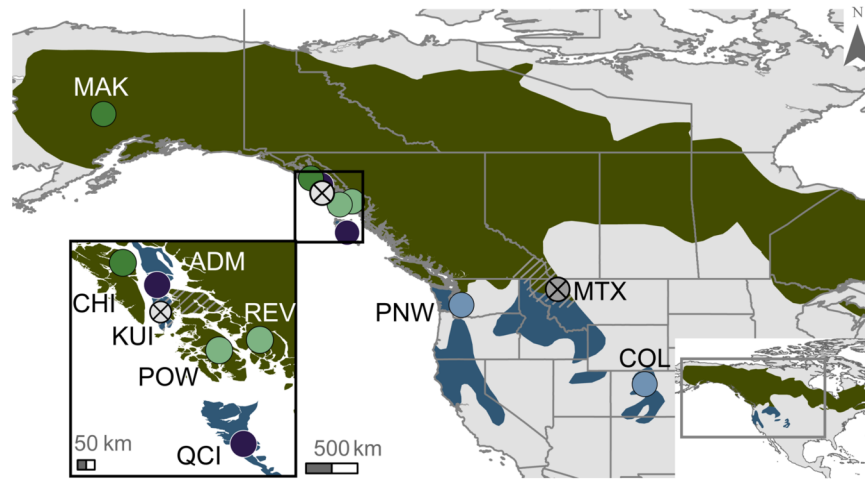 N
MAK
ADM
CHI
KUI
REV
POW
QCI
50 km
500 km
PNW
MTX
COL